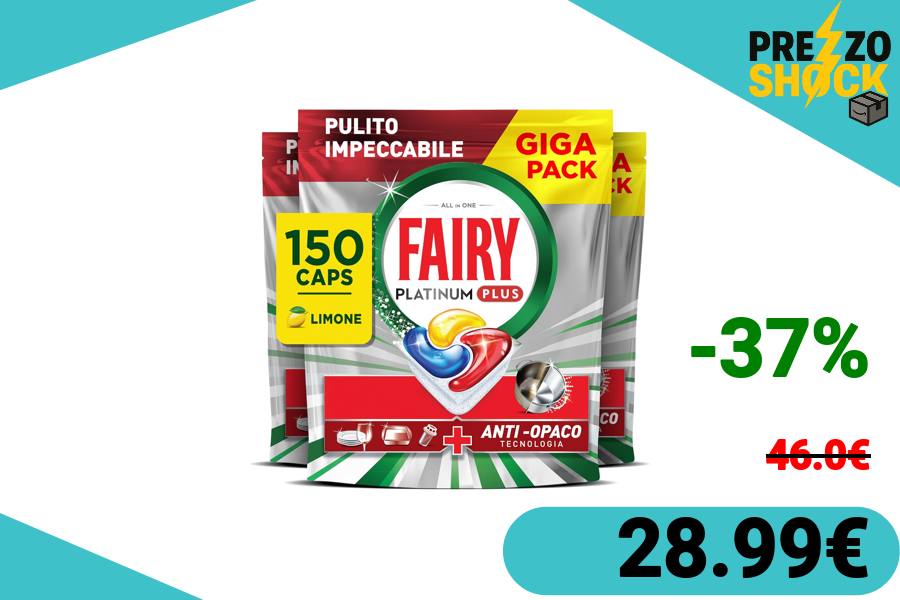 PREZZO
SHOCK
PULITO
IMPECCABILE
GIGA
PACK
150
CAPS
LIMONE
ALL IN ONE
FAIRY
PLATINUM PLUS
ANTI-OPACO
TECNOLOGIA
-37%
46.0€
28.99€